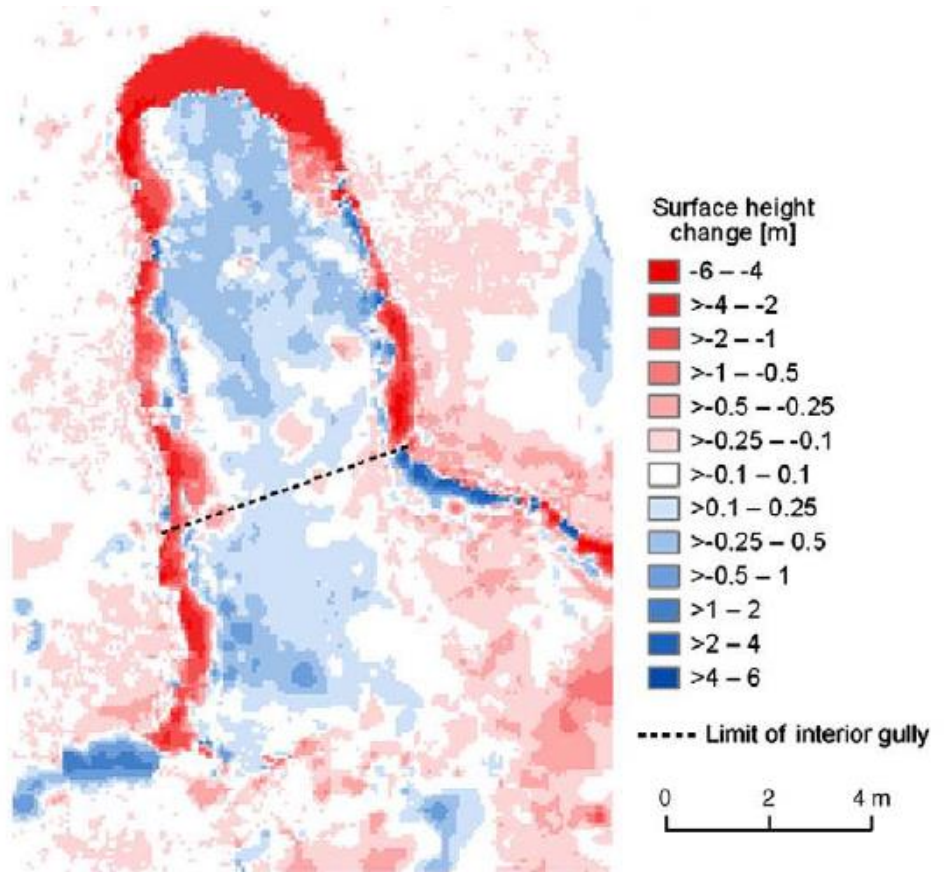 Surface height
change [m]
-6 – -4
>-4 – -2
>-2 – -1
>-1 – -0.5
>-0.5 – -0.25
>-0.25 – -0.1
>-0.1 – 0.1
>0.1 – 0.25
>-0.25 – 0.5
>-0.5 – 1
>1 – 2
>2 – 4
>4 – 6
Limit of interior gully
0 2 4 m